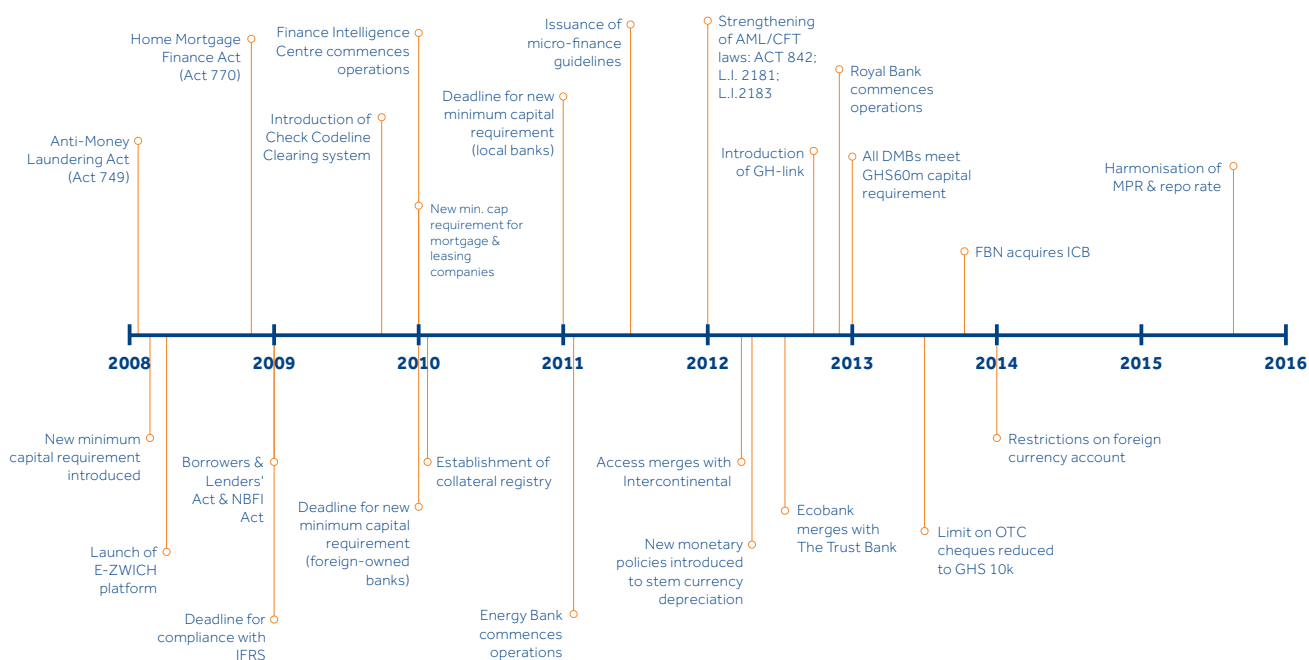 Home Mortgage
Finance Act
(Act 770)
Finance Intelligence
Centre commences
operations
Issuance of
micro-finance
guidelines
Strengthening
of AML/CFT
laws: ACT 842;
L.I. 2181;
L.I.2183
Royal Bank
commences
operations
Anti-Money
Laundering Act
(Act 749)
Introduction of
Check Codeline
Clearing system
Deadline for new
minimum capital
requirement
(local banks)
Introduction
of GH-link
All DMBs meet
GHS60m capital
requirement
Harmonisation of
MPR & repo rate
New min. cap
requirement for
mortgage &
leasing
companies
FBN acquires ICB
2008 2009 2010 2011 2012 2013 2014 2015 2016
New minimum
capital requirement
introduced
Borrowers &
Lenders'
Act & NBFI
Act
Establishment of
collateral registry
Access merges with
Intercontinental
Restrictions on foreign
currency account
Launch of
E-ZWICH
platform
Deadline for new
minimum capital
requirement
(foreign-owned
banks)
New monetary
policies introduced
to stem currency
depreciation
Ecobank
merges with
The Trust Bank
Limit on OTC
cheques reduced
to GHS 10k
Deadline for
compliance with
IFRS
Energy Bank
commences
operations